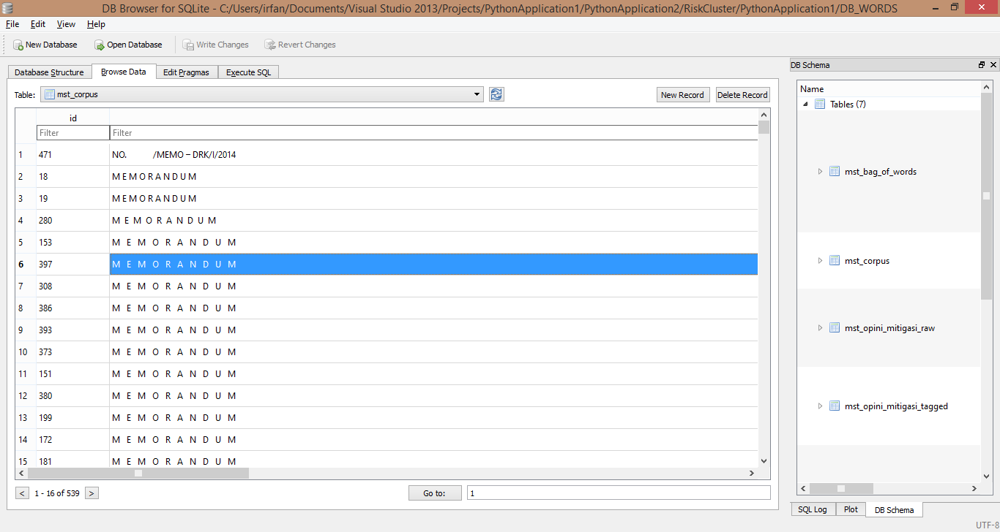 DB Browser for SQLite - C:/Users/irfan/Documents/Visual Studio 2013/Projects/PythonApplication1/PythonApplication2/RiskCluster/PythonApplication1/DB_WORDS
File Edit View Help
New Database Open Database Write Changes Revert Changes
Database Structure Browse Data Edit Pragmas Execute SQL
Table: mst_corpus New Record Delete Record
id
Filter Filter
1 471 NO. /MEMO – DRK/I/2014
2 18 M E M O R A N D U M
3 19 M E M O R A N D U M
4 280 M E M O R A N D U M
5 153 M E M O R A N D U M
6 397 M E M O R A N D U M
7 308 M E M O R A N D U M
8 386 M E M O R A N D U M
9 393 M E M O R A N D U M
10 373 M E M O R A N D U M
11 151 M E M O R A N D U M
12 380 M E M O R A N D U M
13 199 M E M O R A N D U M
14 172 M E M O R A N D U M
15 181 M E M O R A N D U M
< 1 - 16 of 539 > Go to: 1
DB Schema
Name
Tables (7)
mst_bag_of_words
mst_corpus
mst_opini_mitigasi_raw
mst_opini_mitigasi_tagged
SQL Log Plot DB Schema
UTF-8